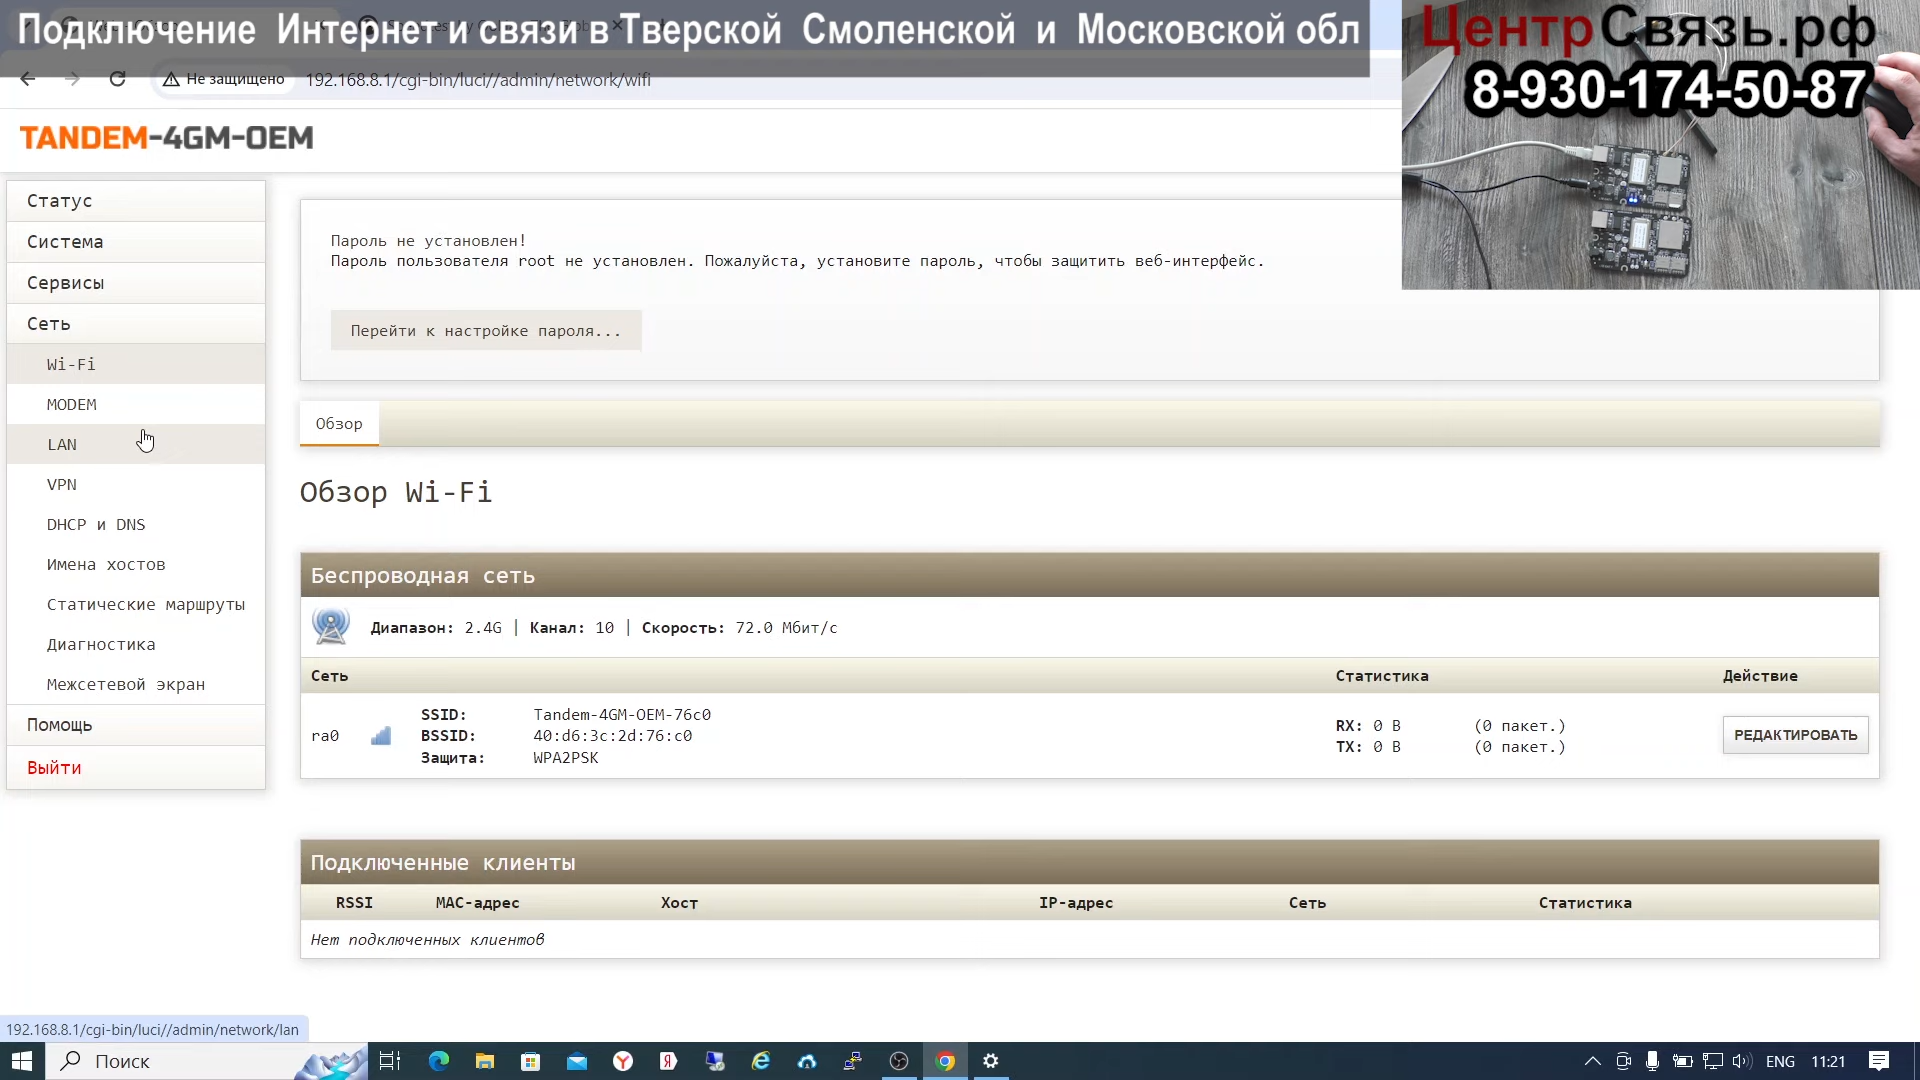 Подключение Интернет и связи в Тверской Смоленской и Московской обл
ЦентрСвязь.рф
8-930-174-50-87
Не защищено
192.168.8.1/cgi-bin/luci//admin/network/wifi
TANDEM-4GM-OEM
Статус
Система
Сервисы
Сеть
Wi-Fi
MODEM
LAN
VPN
DHCP и DNS
Имена хостов
Статические маршруты
Диагностика
Межсетевой экран
Помощь
Выйти
Пароль не установлен!
Пароль пользователя root не установлен. Пожалуйста, установите пароль, чтобы защитить веб-интерфейс.
Перейти к настройке пароля...
Обзор
Обзор Wi-Fi
Беспроводная сеть
Диапазон: 2.4G | Канал: 10 | Скорость: 72.0 Мбит/с
Сеть Статистика Действие
ra0
SSID: Tandem-4GM-OEM-76c0
BSSID: 40:d6:3c:2d:76:c0
Защита: WPA2PSK
RX: 0 B (0 пакет.)
TX: 0 B (0 пакет.)
РЕДАКТИРОВАТЬ
Подключенные клиенты
RSSI MAC-адрес Хост IP-адрес Сеть Статистика
Нет подключенных клиентов
192.168.8.1/cgi-bin/luci//admin/network/lan
Поиск
ENG 11:21